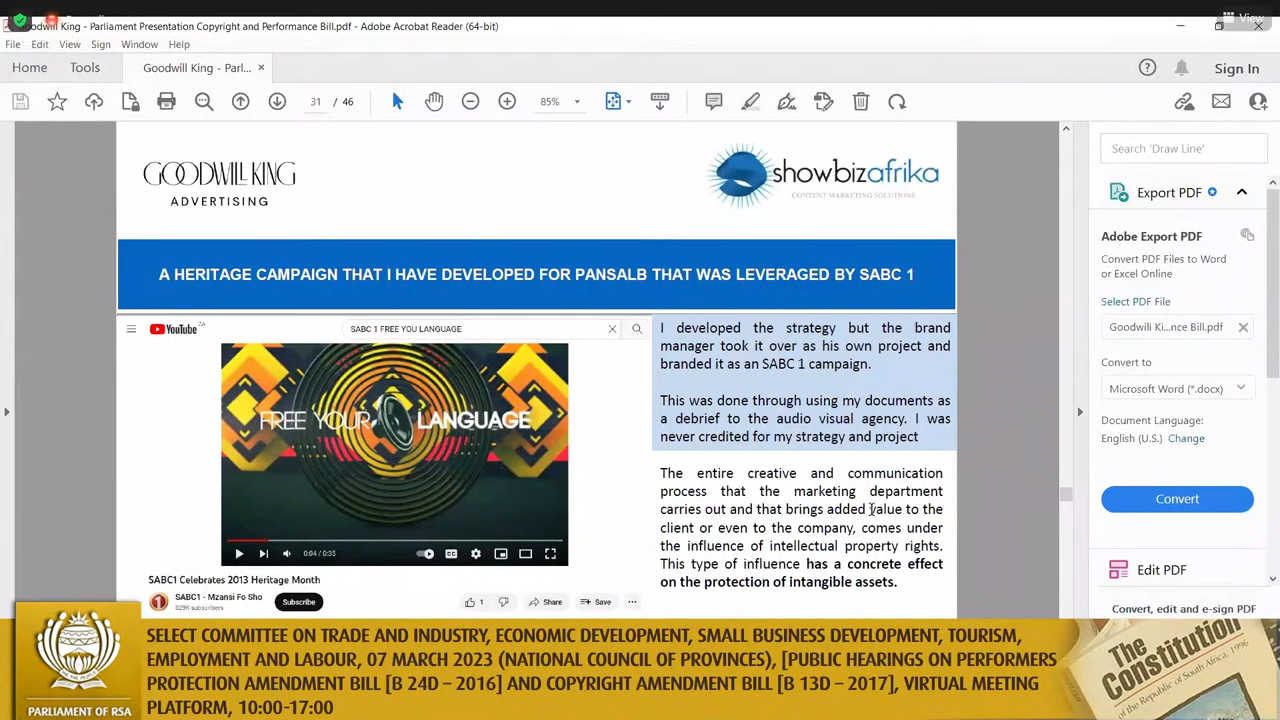 Goodwill King - Parliament Presentation Copyright and Performance Bill.pdf - Adobe Acrobat Reader (64-bit)
View
File Edit View Sign Window Help
Home Tools Goodwill King - Parl... × Sign In
31 / 46 85%
GOODWILL KING
ADVERTISING
showbizafrika
CONTENT MARKETING SOLUTIONS
A HERITAGE CAMPAIGN THAT I HAVE DEVELOPED FOR PANSALB THAT WAS LEVERAGED BY SABC 1
YouTube ZA
SABC 1 FREE YOU LANGUAGE
FREE YOUR LANGUAGE
0:04 / 0:35
SABC1 Celebrates 2013 Heritage Month
SABC1 - Mzansi Fo Sho
829K subscribers
Subscribe
1 Share Save
I developed the strategy but the brand
manager took it over as his own project and
branded it as an SABC 1 campaign.
This was done through using my documents as
a debrief to the audio visual agency. I was
never credited for my strategy and project
The entire creative and communication
process that the marketing department
carries out and that brings added value to the
client or even to the company, comes under
the influence of intellectual property rights.
This type of influence has a concrete effect
on the protection of intangible assets.
Search 'Draw Line'
Export PDF
Adobe Export PDF
Convert PDF Files to Word
or Excel Online
Select PDF File
Goodwill Ki...nce Bill.pdf
Convert to
Microsoft Word (*.docx)
Document Language:
English (U.S.) Change
Convert
Edit PDF
Convert, edit and e-sign PDF
PARLIAMENT OF RSA
SELECT COMMITTEE ON TRADE AND INDUSTRY, ECONOMIC DEVELOPMENT, SMALL BUSINESS DEVELOPMENT, TOURISM,
EMPLOYMENT AND LABOUR, 07 MARCH 2023 (NATIONAL COUNCIL OF PROVINCES), [PUBLIC HEARINGS ON PERFORMERS
PROTECTION AMENDMENT BILL [B 24D – 2016] AND COPYRIGHT AMENDMENT BILL [B 13D – 2017], VIRTUAL MEETING
PLATFORM, 10:00-17:00
The
Constitution
of the Republic of South Africa, 1996